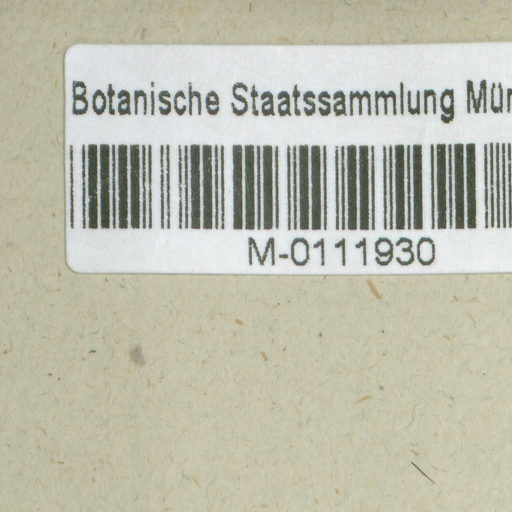 Botanische Staatssammlung Mün
M-0111930